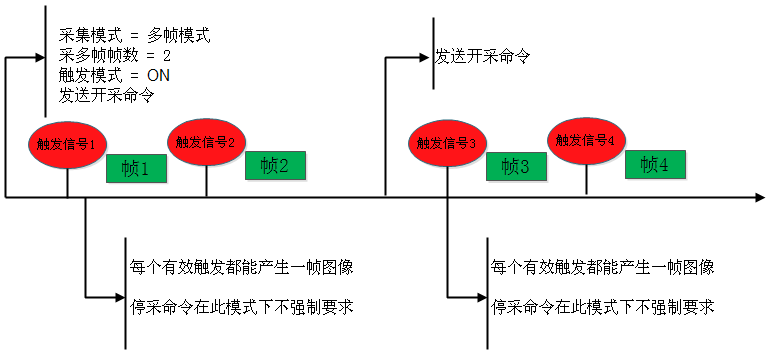 采集模式 = 多帧模式
采多帧帧数 = 2
触发模式 = ON
发送开采命令
发送开采命令
触发信号1
帧1
触发信号2
帧2
触发信号3
帧3
触发信号4
帧4
每个有效触发都能产生一帧图像
停采命令在此模式下不强制要求
每个有效触发都能产生一帧图像
停采命令在此模式下不强制要求